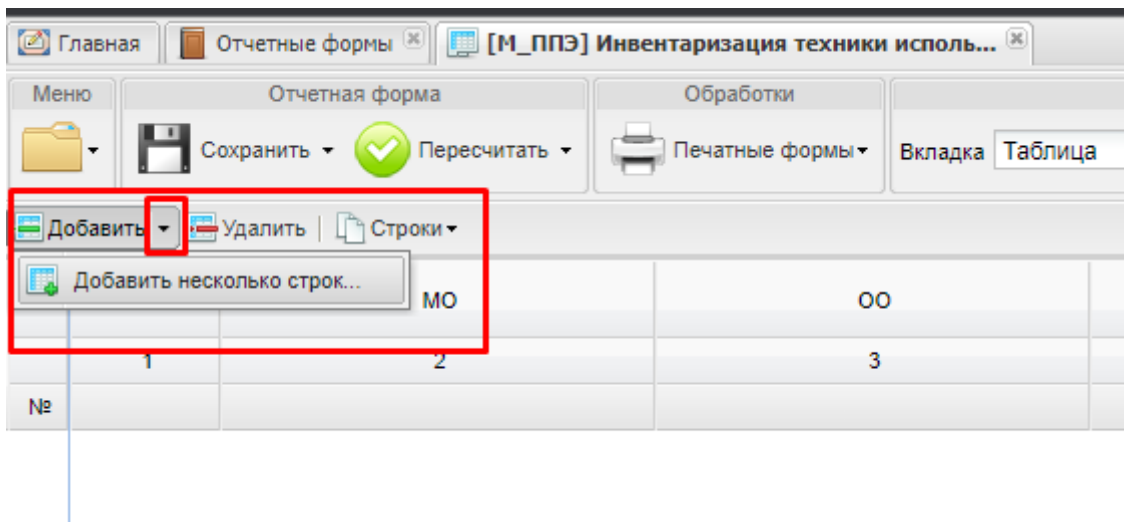 Главная Отчетные формы [М_ППЭ] Инвентаризация техники исполь...
Меню Отчетная форма Обработки
Сохранить Пересчитать Печатные формы Вкладка Таблица
Добавить Удалить Строки
Добавить несколько строк...
МО ОО
1 2 3
№